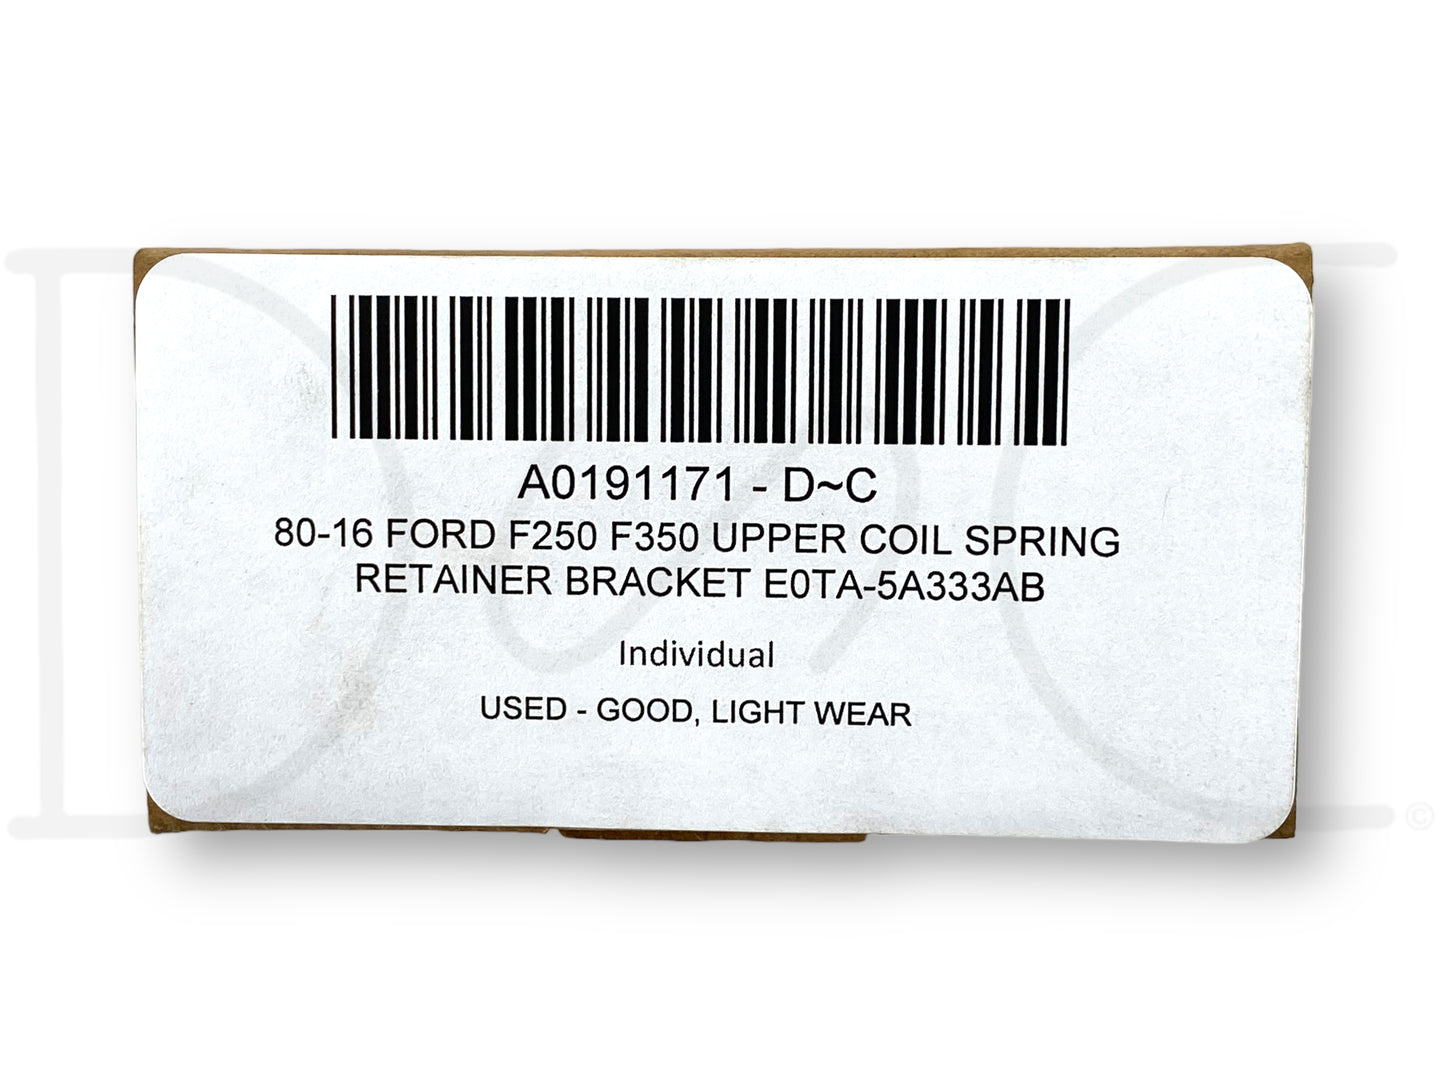 A0191171 - D~C
80-16 FORD F250 F350 UPPER COIL SPRING
RETAINER BRACKET E0TA-5A333AB
Individual
USED - GOOD, LIGHT WEAR
©